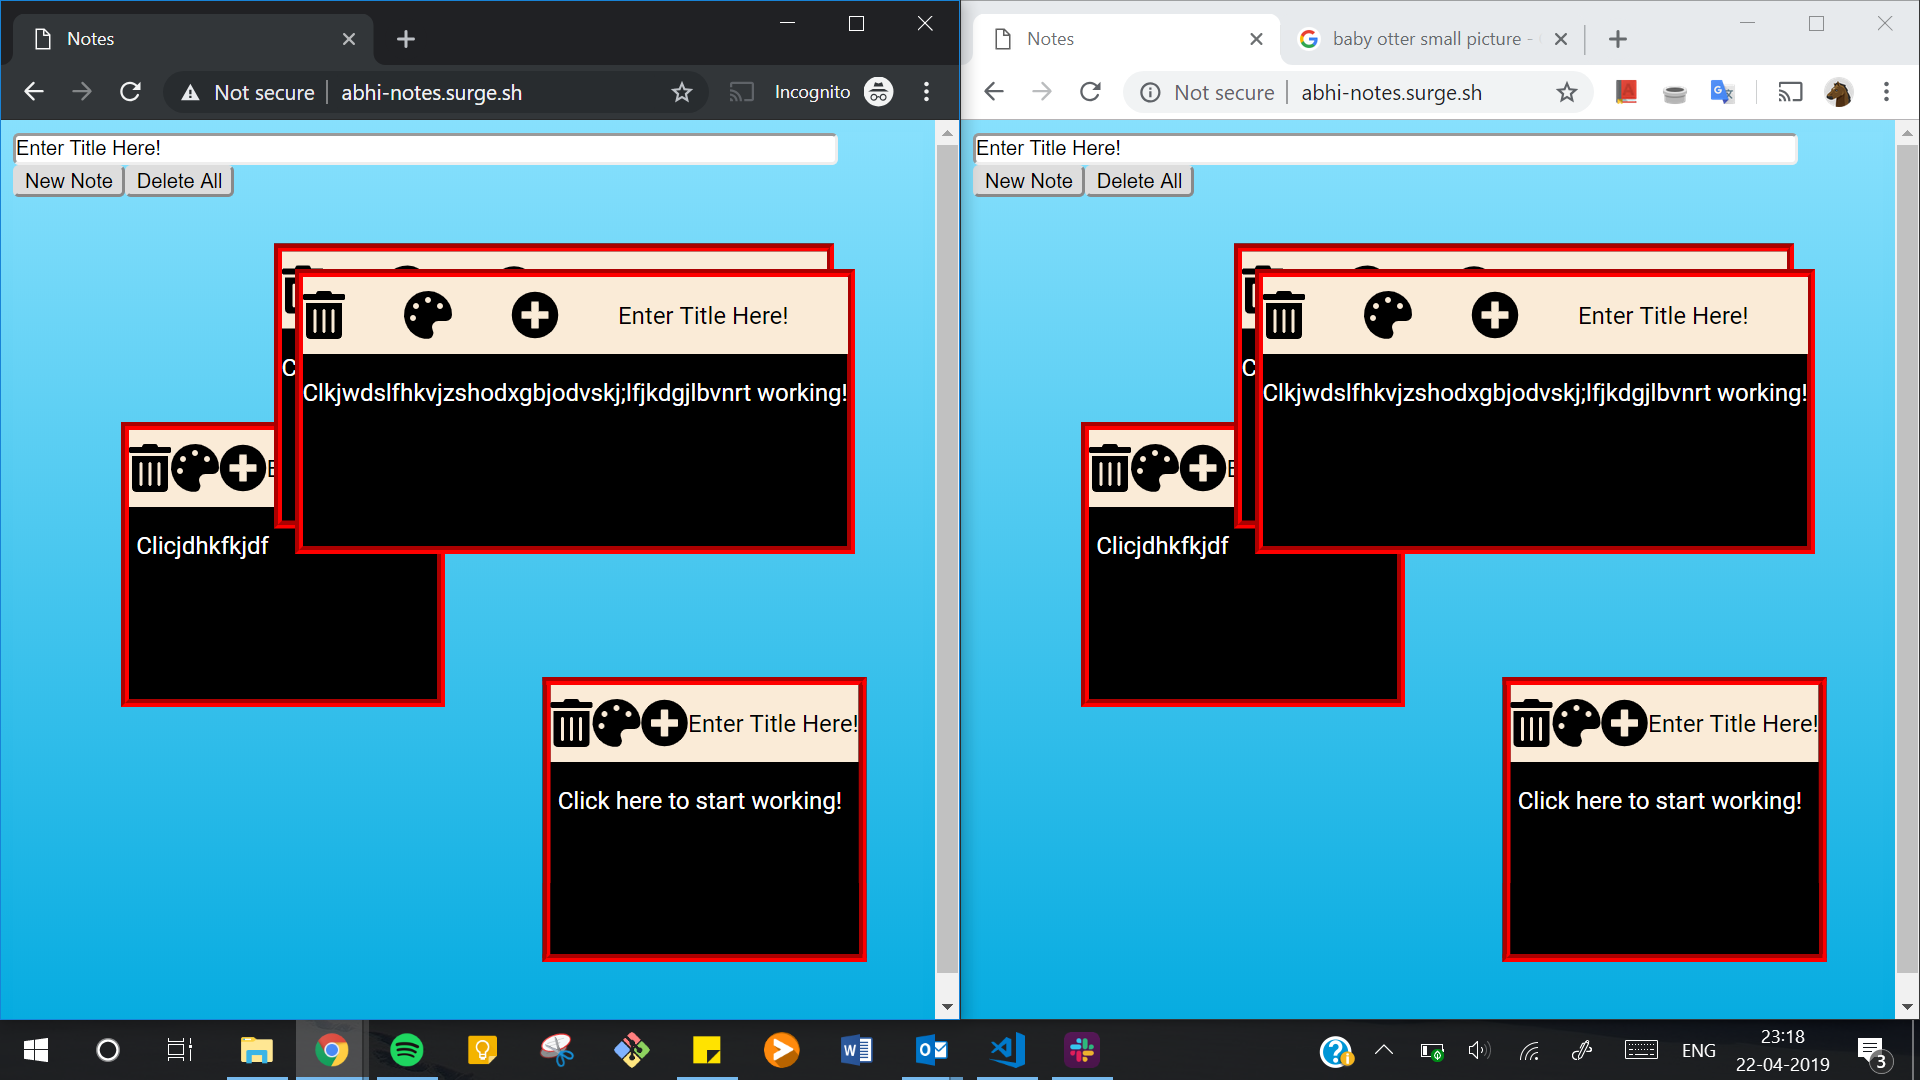 Notes
Not secure
abhi-notes.surge.sh
Incognito
Enter Title Here!
New Note
Delete All
C
Enter Title Here!
Clkjwdslfhkvjzshodxgbjodvskj;lfjkdgjlbvnrt working!
Clicjdhkfkjdf
Enter Title Here!
Click here to start working!
Notes
baby otter small picture -
Not secure
abhi-notes.surge.sh
Enter Title Here!
New Note
Delete All
C
Enter Title Here!
Clkjwdslfhkvjzshodxgbjodvskj;lfjkdgjlbvnrt working!
Clicjdhkfkjdf
Enter Title Here!
Click here to start working!
ENG
23:18
22-04-2019
3